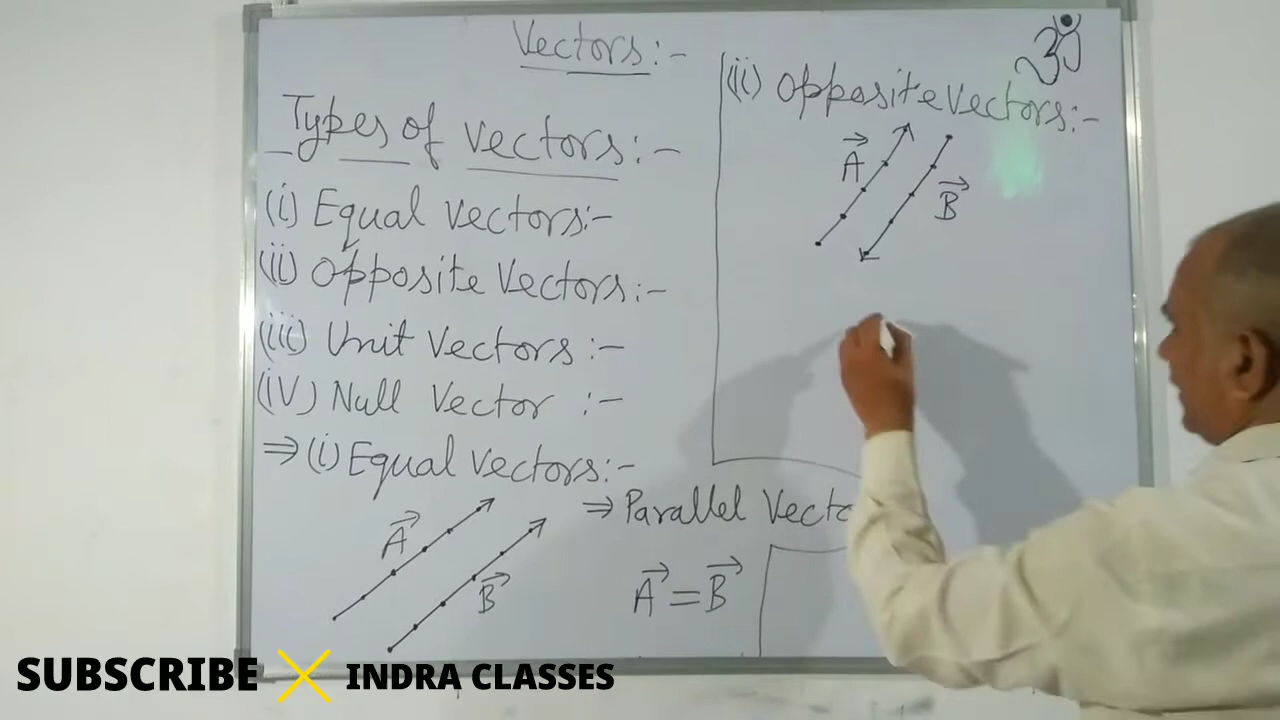 Vectors:-
Types of vectors:-
(i) Equal vectors:-
(ii) Opposite Vectors:-
(iii) Unit Vectors :-
(iv) Null Vector :-
⇒ (i) Equal vectors:-
A B
⇒ Parallel
A = B
ॐ
(ii) Opposite Vectors:-
A B
SUBSCRIBE INDRA CLASSES